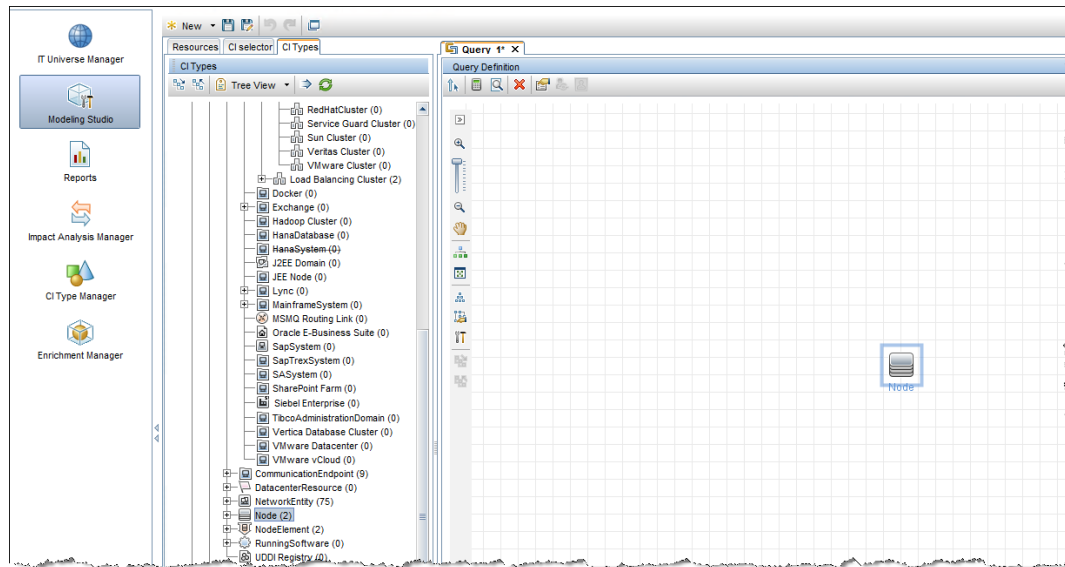 New
Resources
CI selector
CI Types
Query 1*
IT Universe Manager
CI Types
Query Definition
Tree View
Modeling Studio
Reports
Impact Analysis Manager
CI Type Manager
Enrichment Manager
RedHatCluster (0)
Service Guard Cluster (0)
Sun Cluster (0)
Veritas Cluster (0)
VMware Cluster (0)
Load Balancing Cluster (2)
Docker (0)
Exchange (0)
Hadoop Cluster (0)
HanaDatabase (0)
HanaSystem (0)
J2EE Domain (0)
JEE Node (0)
Lync (0)
MainframeSystem (0)
MSMQ Routing Link (0)
Oracle E-Business Suite (0)
SapSystem (0)
SapTrexSystem (0)
SASystem (0)
SharePoint Farm (0)
Siebel Enterprise (0)
TibcoAdministrationDomain (0)
Vertica Database Cluster (0)
VMware Datacenter (0)
VMware vCloud (0)
CommunicationEndpoint (9)
DatacenterResource (0)
NetworkEntity (75)
Node (2)
NodeElement (2)
RunningSoftware (0)
UDDI Registry (0)
Node